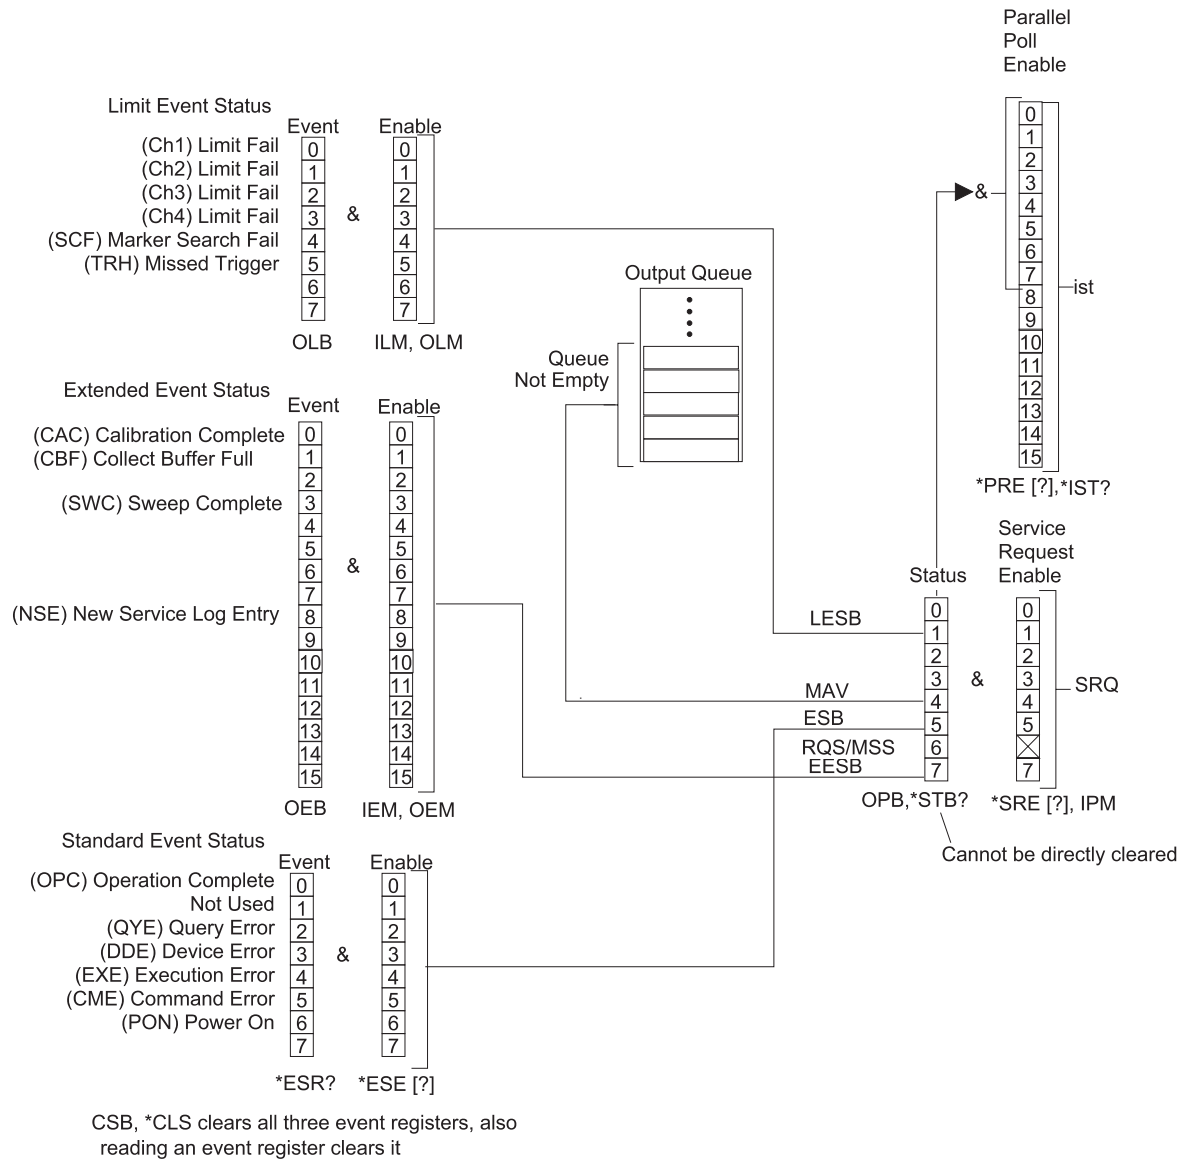 Parallel
Poll
Enable
0
1
2
3
4
5
6
7
8
9
10
11
12
13
14
15
&
ist
*PRE [?],*IST?
Limit Event Status
Event
Enable
(Ch1) Limit Fail
(Ch2) Limit Fail
(Ch3) Limit Fail
(Ch4) Limit Fail
(SCF) Marker Search Fail
(TRH) Missed Trigger
0
1
2
3
4
5
6
7
&
0
1
2
3
4
5
6
7
OLB
ILM, OLM
Output Queue
Queue
Not Empty
Extended Event Status
Event
Enable
(CAC) Calibration Complete
(CBF) Collect Buffer Full
(SWC) Sweep Complete
(NSE) New Service Log Entry
0
1
2
3
4
5
6
7
8
9
10
11
12
13
14
15
&
0
1
2
3
4
5
6
7
8
9
10
11
12
13
14
15
OEB
IEM, OEM
Service
Request
Enable
Status
LESB
MAV
ESB
RQS/MSS
EESB
0
1
2
3
4
5
6
7
&
0
1
2
3
4
5
7
SRQ
OPB,*STB?
*SRE [?], IPM
Cannot be directly cleared
Standard Event Status
Event
Enable
(OPC) Operation Complete
Not Used
(QYE) Query Error
(DDE) Device Error
(EXE) Execution Error
(CME) Command Error
(PON) Power On
0
1
2
3
4
5
6
7
&
0
1
2
3
4
5
6
7
*ESR?
*ESE [?]
CSB, *CLS clears all three event registers, also
reading an event register clears it